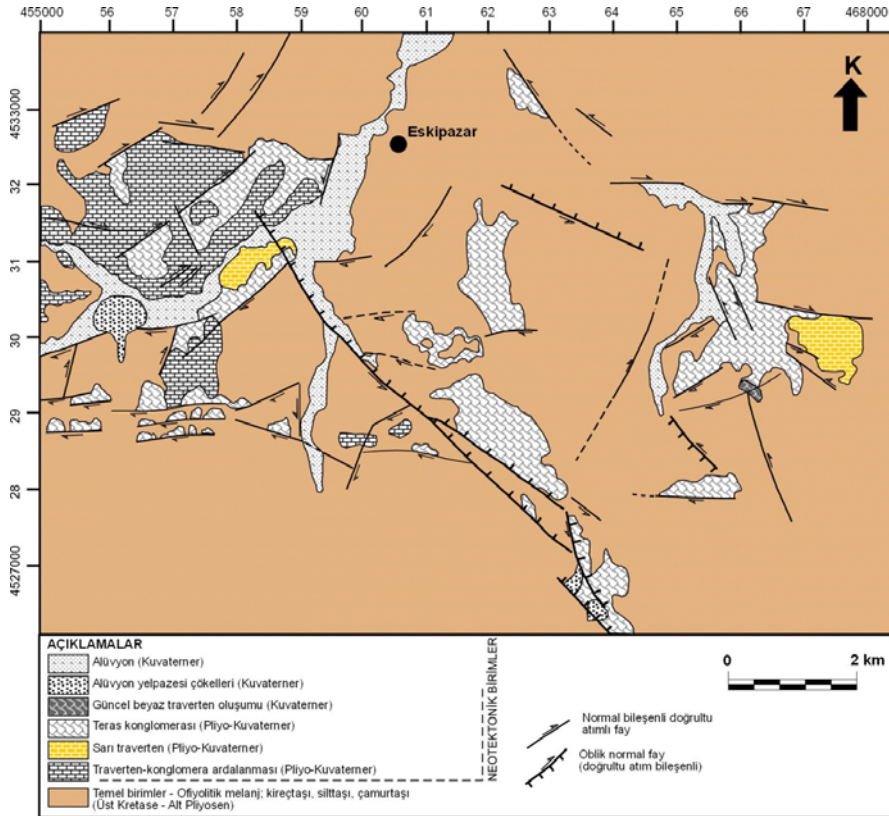 455000 56 57 58 59 60 61 62 63 64 65 66 67 468000
4533000
32
31
30
29
28
4527000
K
Eskipazar
AÇIKLAMALAR
Alüvyon (Kuvaterner)
Alüvyon yelpazesi çökelleri (Kuvaterner)
Güncel beyaz traverten oluşumu (Kuvaterner)
Teras konglomerası (Pliyo-Kuvaterner)
Sarı traverten (Pliyo-Kuvaterner)
Traverten-konglomera ardalanması (Pliyo-Kuvaterner)
Temel birimler - Ofiyolitik melanj; kireçtaşı, silttaşı, çamurtaşı
(Üst Kretase - Alt Pliyosen)
NEOTEKTONİK BİRİMLER
0 2 km
Normal bileşenli doğrultu
atımlı fay
Oblik normal fay
(doğrultu atım bileşenli)